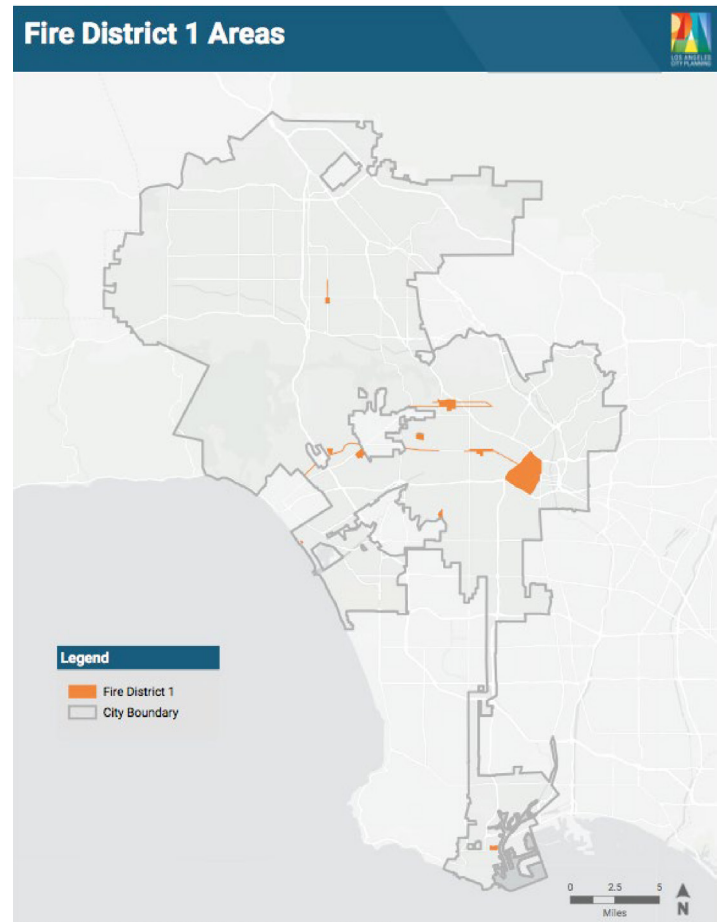 Fire District 1 Areas
LOS ANGELES
CITY PLANNING
Legend
Fire District 1
City Boundary
0 2.5 5
Miles
N